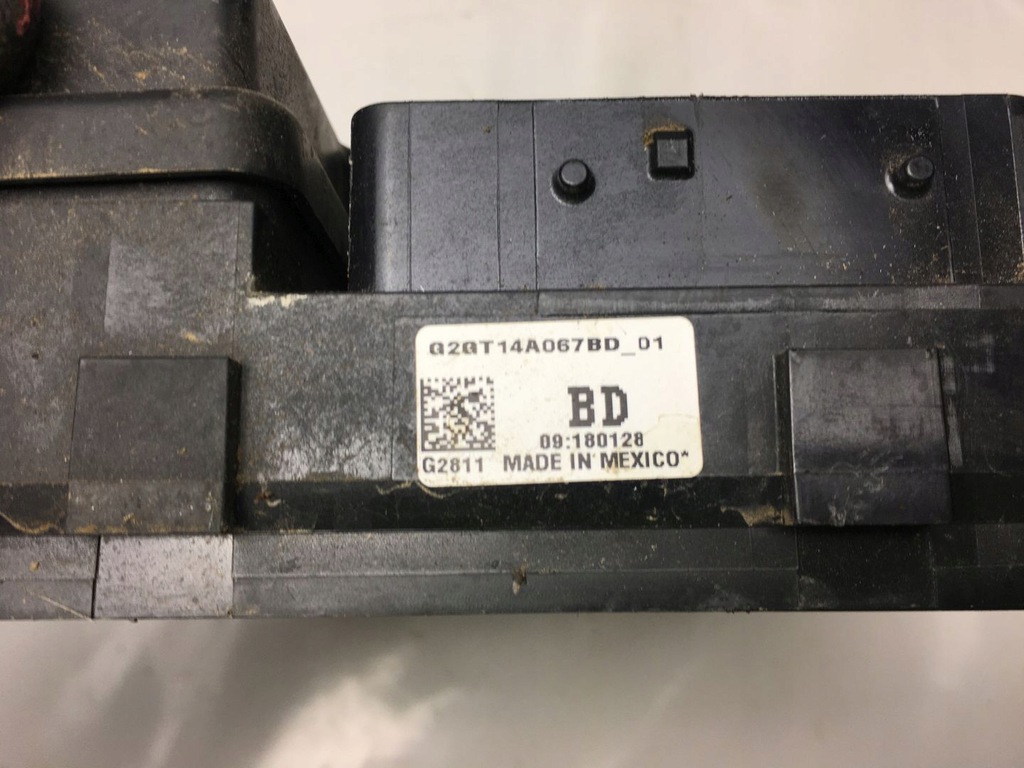 G2GT14A067BD_01
BD
09:180128
G2811 MADE IN MEXICO*